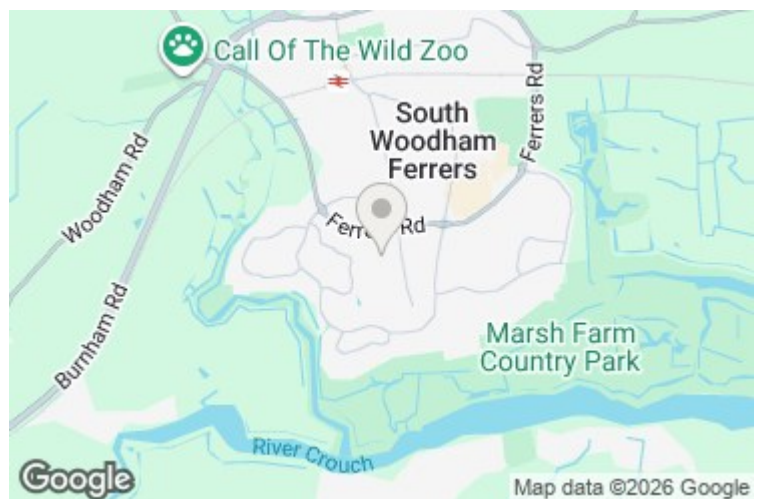 Call Of The Wild Zoo
South
Woodham
Ferrers
Ferrers Rd
Woodham Rd
Ferrers Rd
Burnham Rd
Marsh Farm
Country Park
River Crouch
Google
Map data ©2026 Google